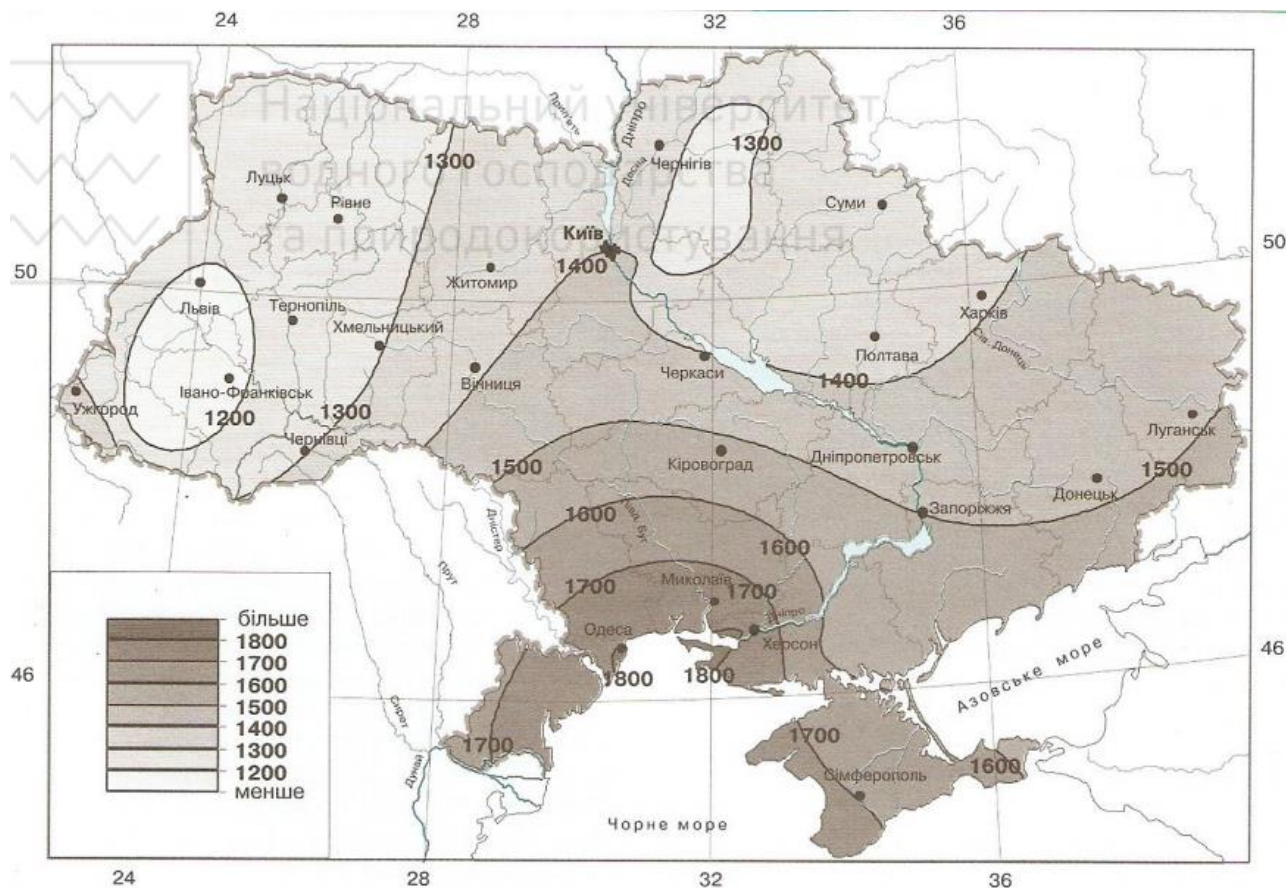 24 28 32 36
Національний університет
водного господарства
та природокористування
Прип'ять
Дніпро
Десна
1300
1300
Чернігів
Луцьк
Рівне
Суми
Київ
1400
50
50
Житомир
Львів
Тернопіль
Хмельницький
Харків
Сів. Донець
Полтава
1400
Черкаси
Вінниця
Івано-Франківськ
Ужгород
1200
1300
Чернівці
Луганськ
1500
Кіровоград
Дніпропетровськ
Донецьк
1500
Запоріжжя
1600
Дністер
Півд. Буг
1600
Прут
1700
Миколаїв
1700
Дніпро
Одеса
Херсон
1800
1800
46
46
Азовське море
Сирет
1700
Дунай
1700
1600
Сімферополь
Чорне море
більше
1800
1700
1600
1500
1400
1300
1200
менше
24 28 32 36